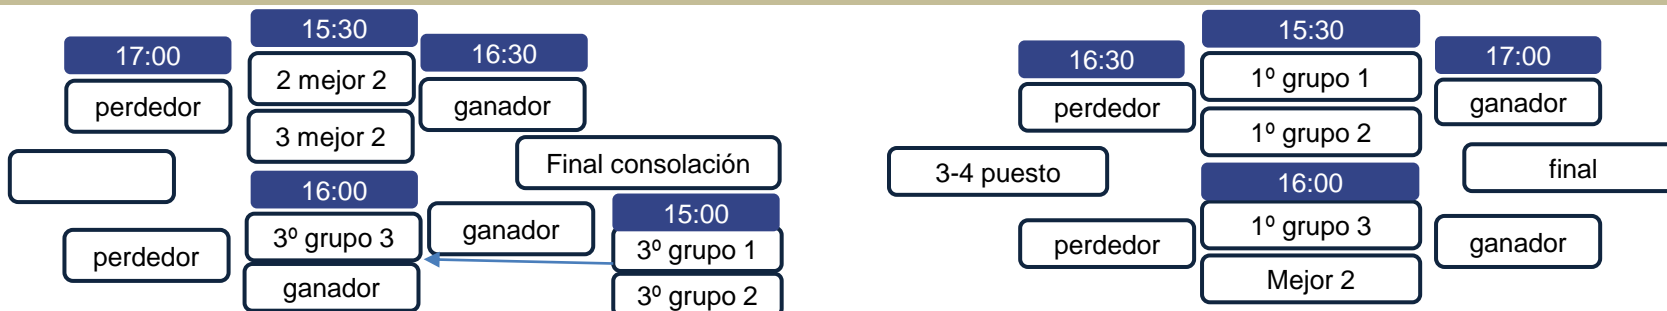 15:30
17:00
16:30
2 mejor 2
perdedor
ganador
3 mejor 2
Final consolación
16:00
15:00
3º grupo 3
ganador
3º grupo 1
perdedor
ganador
3º grupo 2
15:30
16:30
17:00
1º grupo 1
perdedor
ganador
1º grupo 2
3-4 puesto
final
16:00
1º grupo 3
perdedor
ganador
Mejor 2